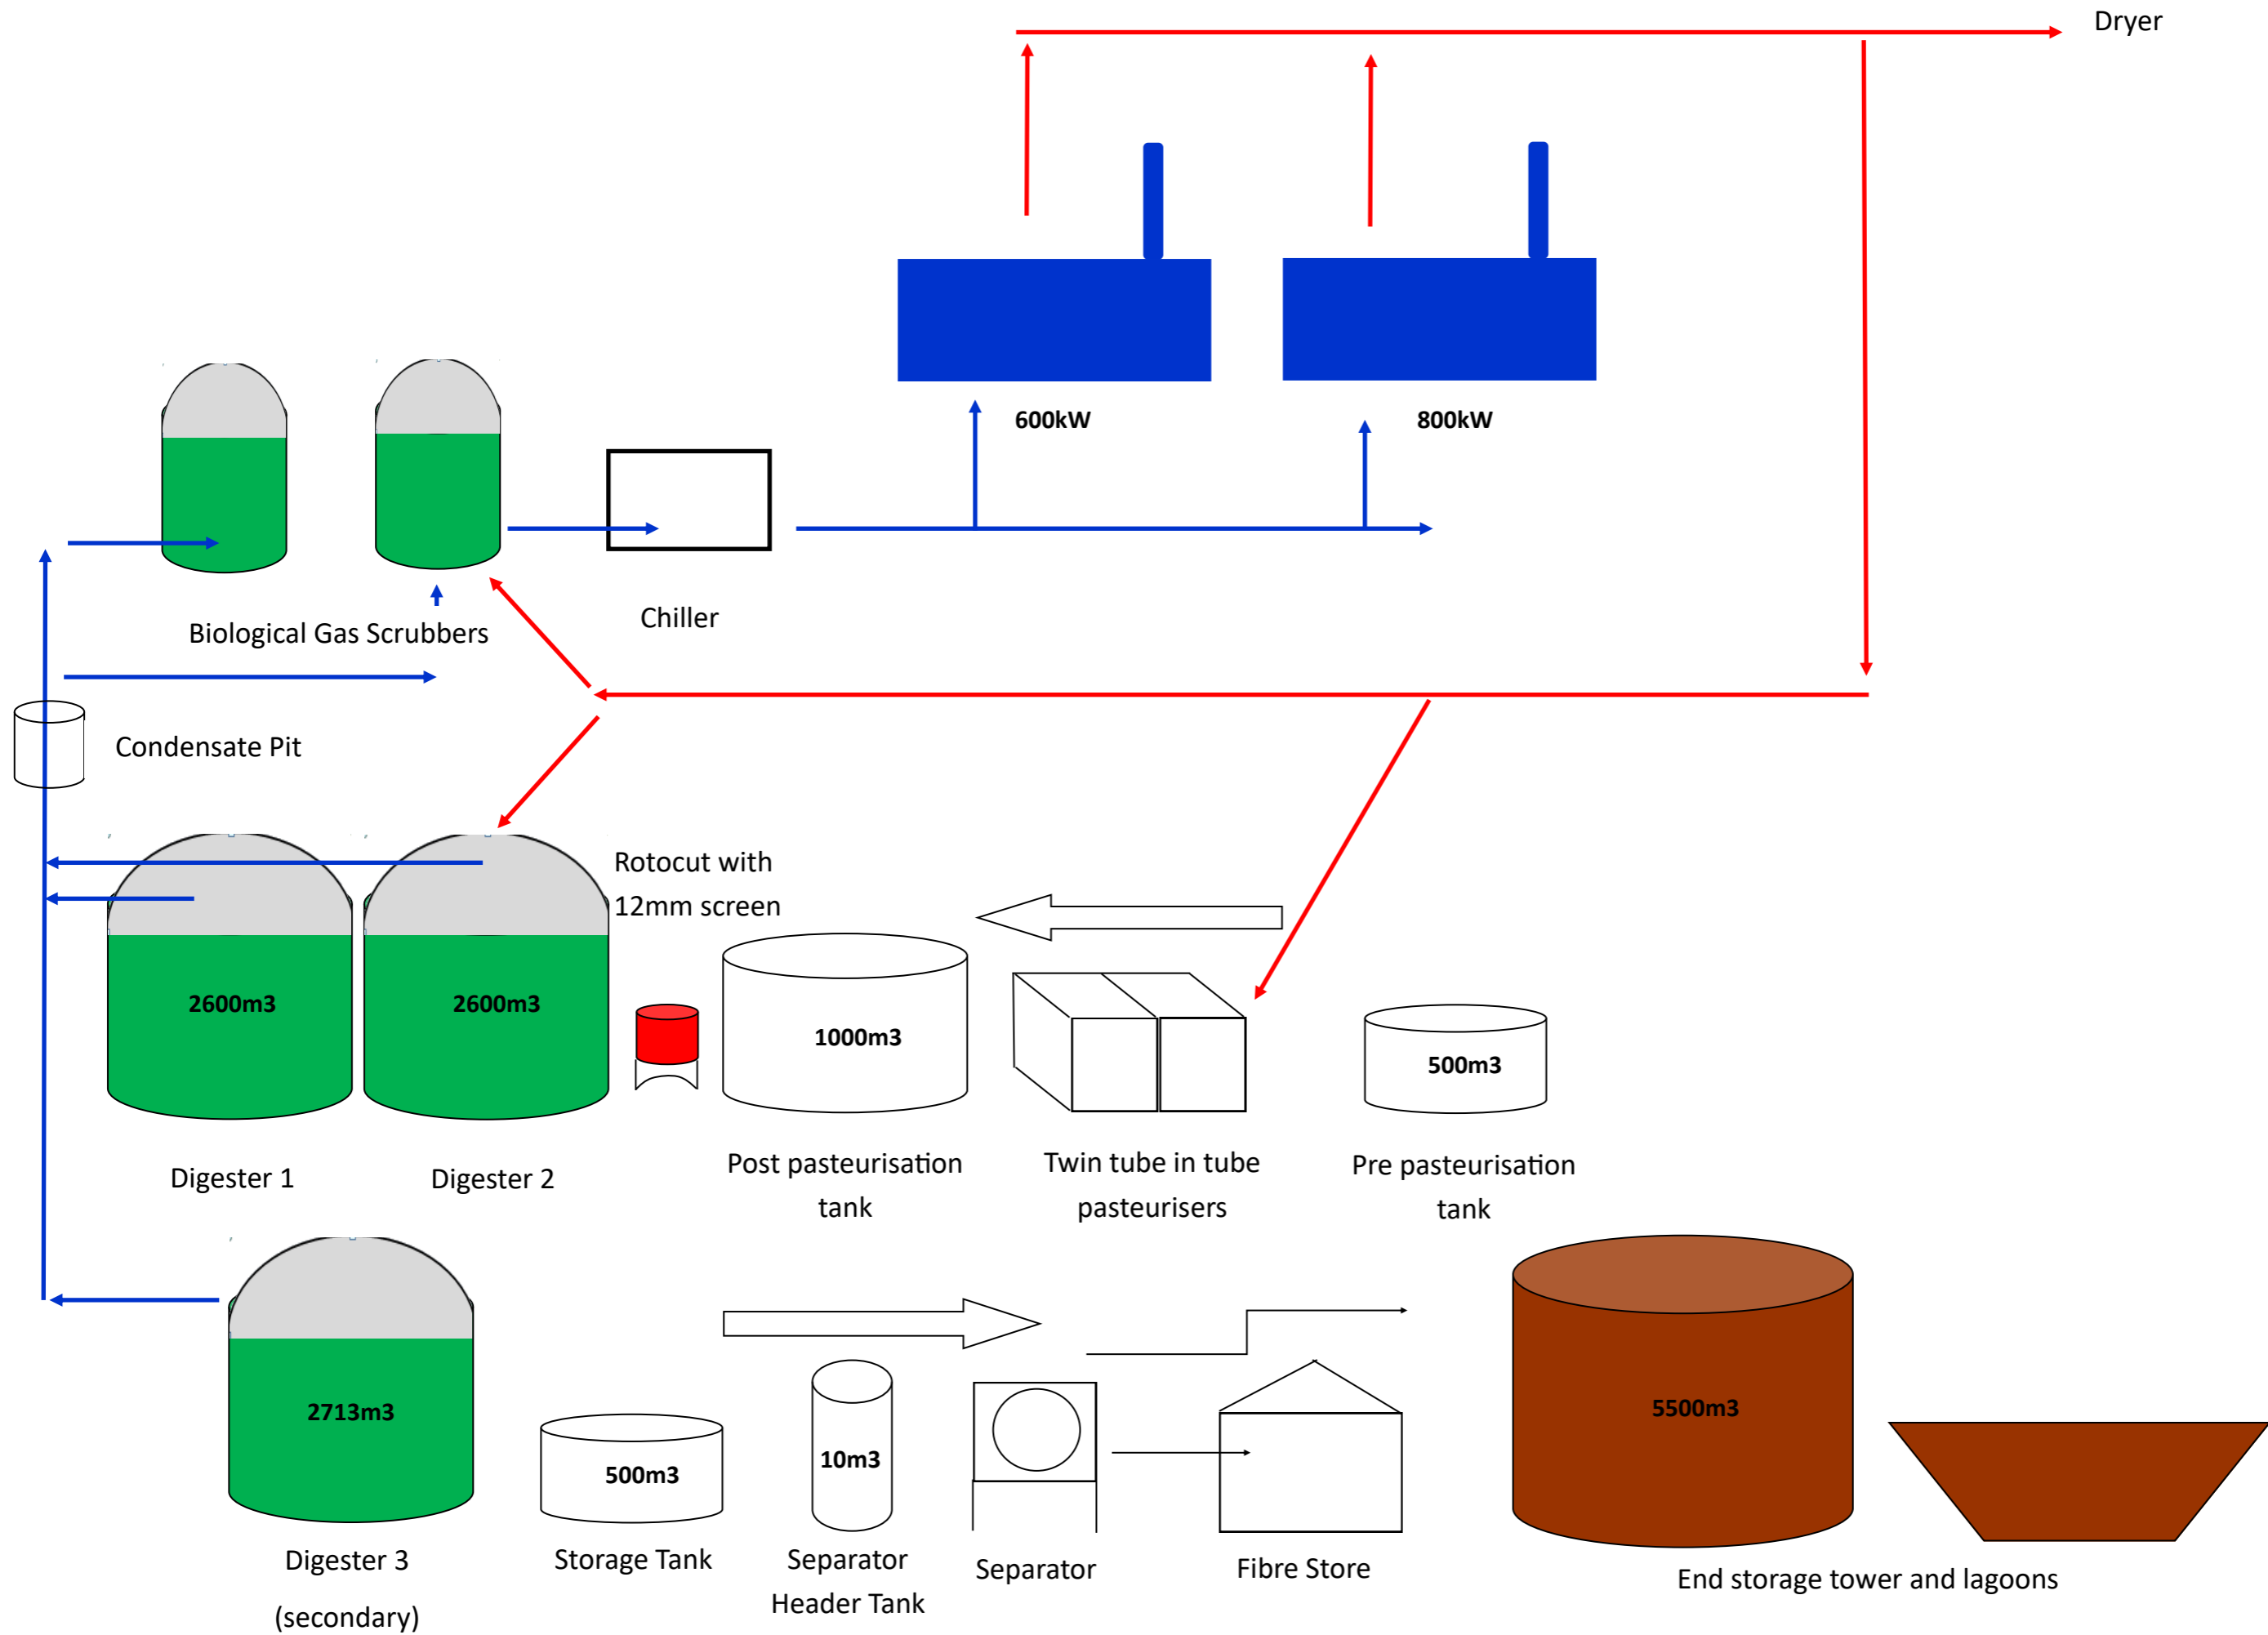 Dryer
600kW
800kW
Chiller
Biological Gas Scrubbers
Condensate Pit
Rotocut with
12mm screen
2600m3
2600m3
1000m3
500m3
Digester 1
Digester 2
Post pasteurisation
tank
Twin tube in tube
pasteurisers
Pre pasteurisation
tank
2713m3
500m3
10m3
5500m3
Digester 3
(secondary)
Storage Tank
Separator
Header Tank
Separator
Fibre Store
End storage tower and lagoons